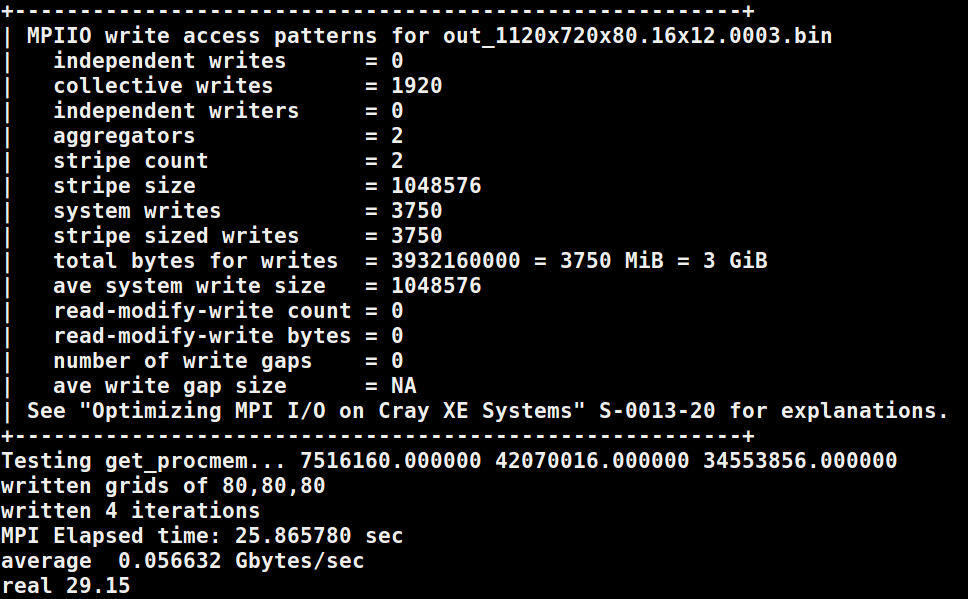 +--------------------------------------------------------+
| MPIIO write access patterns for out_1120x720x80.16x12.0003.bin
|   independent writes      = 0
|   collective writes       = 1920
|   independent writers     = 0
|   aggregators             = 2
|   stripe count            = 2
|   stripe size             = 1048576
|   system writes           = 3750
|   stripe sized writes     = 3750
|   total bytes for writes  = 3932160000 = 3750 MiB = 3 GiB
|   ave system write size   = 1048576
|   read-modify-write count = 0
|   read-modify-write bytes = 0
|   number of write gaps    = 0
|   ave write gap size      = NA
| See "Optimizing MPI I/O on Cray XE Systems" S-0013-20 for explanations.
+--------------------------------------------------------+
Testing get_procmem... 7516160.000000 42070016.000000 34553856.000000
written grids of 80,80,80
written 4 iterations
MPI Elapsed time: 25.865780 sec
average  0.056632 Gbytes/sec
real 29.15